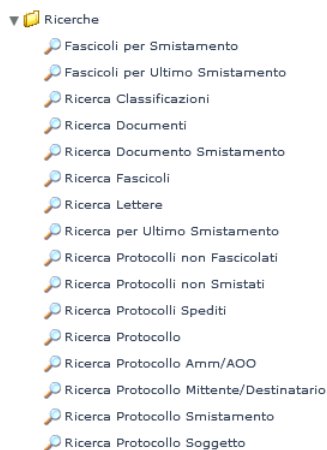 Ricerche
Fascicoli per Smistamento
Fascicoli per Ultimo Smistamento
Ricerca Classificazioni
Ricerca Documenti
Ricerca Documento Smistamento
Ricerca Fascicoli
Ricerca Lettere
Ricerca per Ultimo Smistamento
Ricerca Protocolli non Fascicolati
Ricerca Protocolli non Smistati
Ricerca Protocolli Spediti
Ricerca Protocollo
Ricerca Protocollo Amm/AOO
Ricerca Protocollo Mittente/Destinatario
Ricerca Protocollo Smistamento
Ricerca Protocollo Soggetto